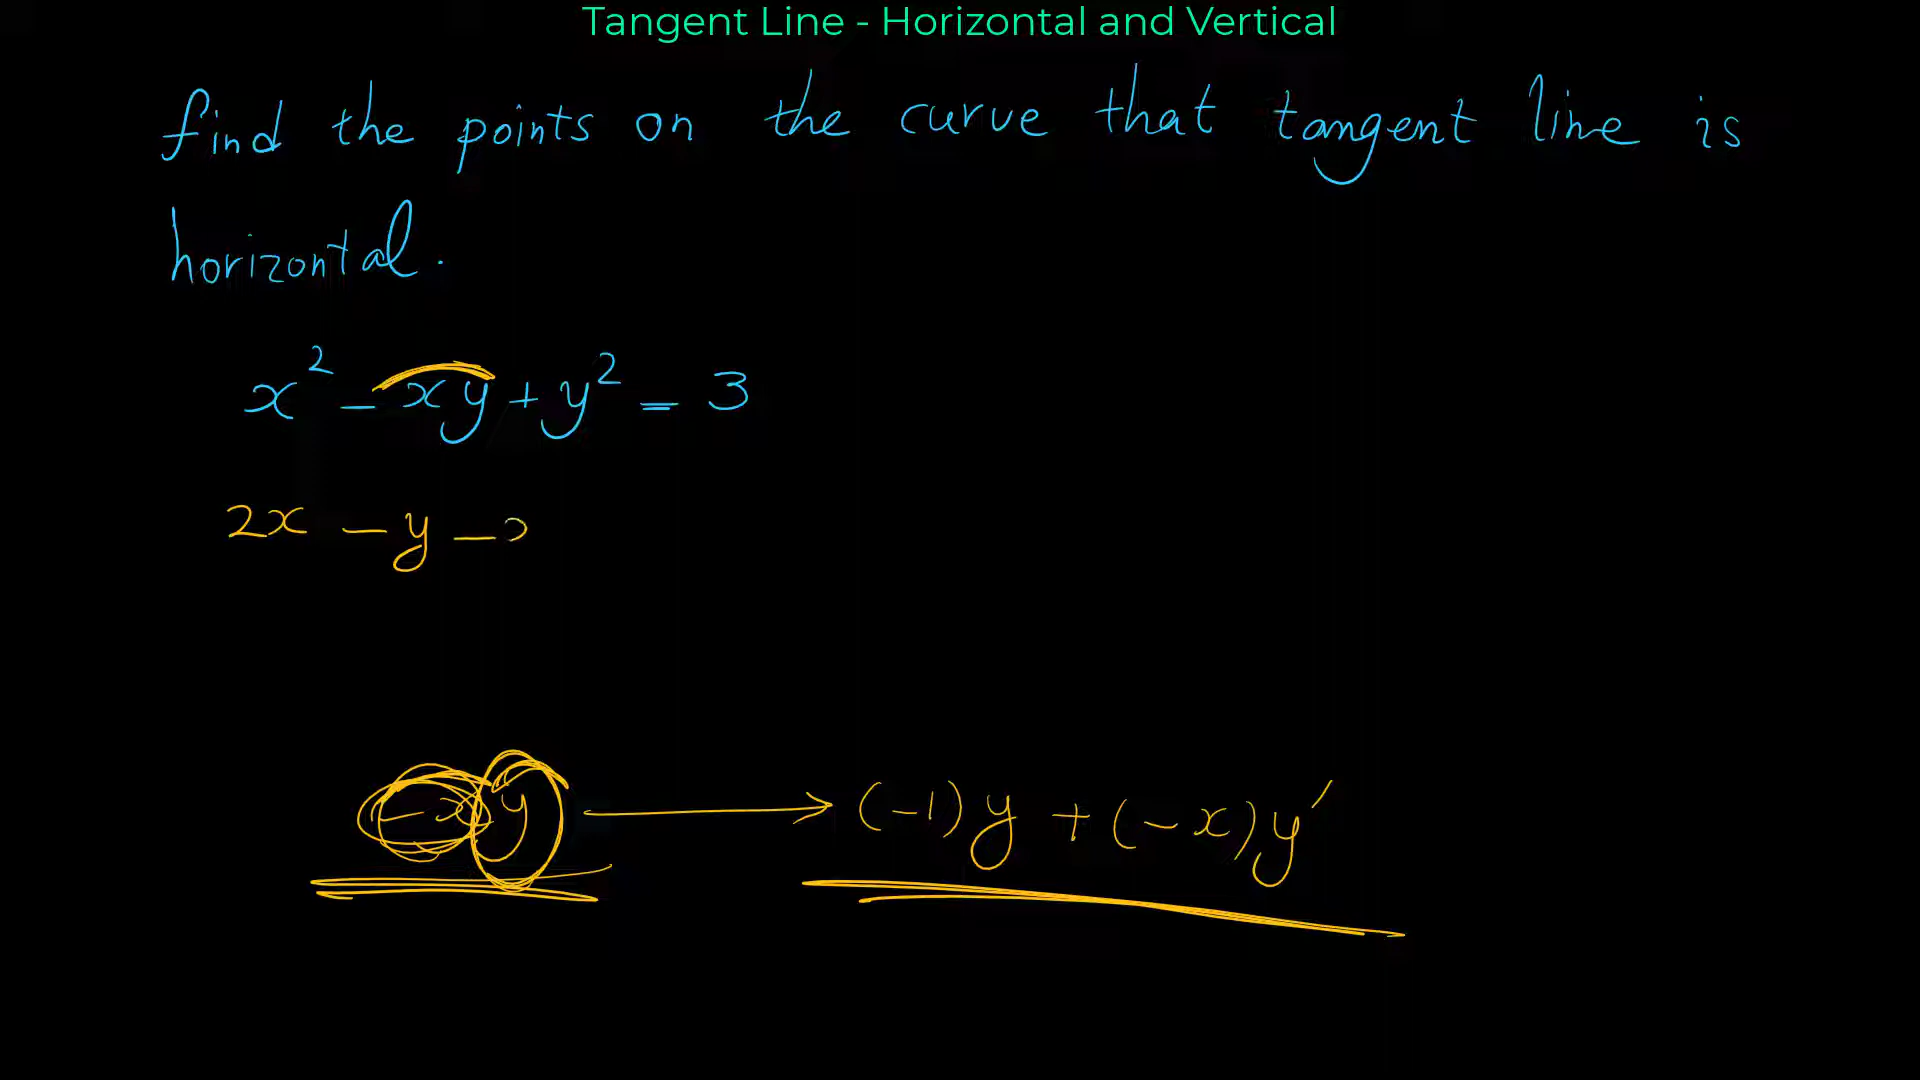 Tangent Line - Horizontal and Vertical
find the points on the curve that tangent line is
horizontal.
x² - xy + y² = 3
2x - y -
-xy → (-1)y + (-x)y'